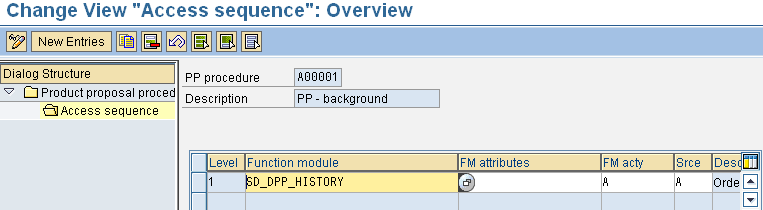 Change View "Access sequence": Overview
New Entries
Dialog Structure
Product proposal proced
Access sequence
PP procedure A00001
Description PP - background
Level Function module FM attributes FM acty Srce Desc
1 SD_DPP_HISTORY A A Orde